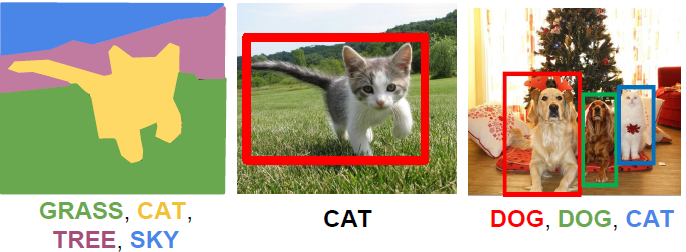 GRASS, CAT,
TREE, SKY
CAT
DOG, DOG, CAT